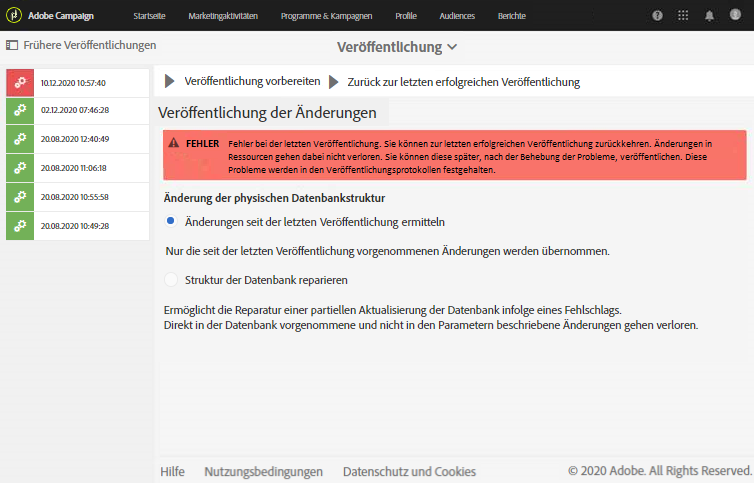 Adobe Campaign Startseite Marketingaktivitäten Programme & Kampagnen Profile Audiences Berichte
Frühere Veröffentlichungen
Veröffentlichung
10.12.2020 10:57:40
02.12.2020 07:46:28
20.08.2020 12:40:49
20.08.2020 11:06:18
20.08.2020 10:55:58
20.08.2020 10:49:28
Veröffentlichung vorbereiten Zurück zur letzten erfolgreichen Veröffentlichung
Veröffentlichung der Änderungen
FEHLER Fehler bei der letzten Veröffentlichung. Sie können zur letzten erfolgreichen Veröffentlichung zurückkehren. Änderungen in
Ressourcen gehen dabei nicht verloren. Sie können diese später, nach der Behebung der Probleme, veröffentlichen. Diese
Probleme werden in den Veröffentlichungsprotokollen festgehalten.
Änderung der physischen Datenbankstruktur
Änderungen seit der letzten Veröffentlichung ermitteln
Nur die seit der letzten Veröffentlichung vorgenommenen Änderungen werden übernommen.
Struktur der Datenbank reparieren
Ermöglicht die Reparatur einer partiellen Aktualisierung der Datenbank infolge eines Fehlschlags.
Direkt in der Datenbank vorgenommene und nicht in den Parametern beschriebene Änderungen gehen verloren.
Hilfe Nutzungsbedingungen Datenschutz und Cookies © 2020 Adobe. All Rights Reserved.